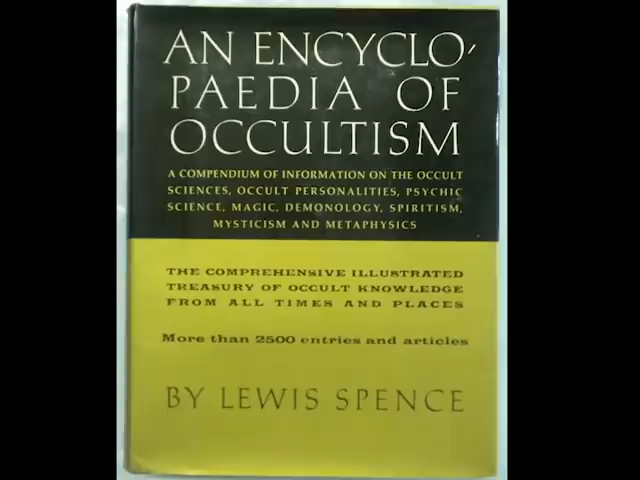 AN ENCYCLO-
PAEDIA OF
OCCULTISM
A COMPENDIUM OF INFORMATION ON THE OCCULT
SCIENCES, OCCULT PERSONALITIES, PSYCHIC
SCIENCE, MAGIC, DEMONOLOGY, SPIRITISM,
MYSTICISM AND METAPHYSICS
THE COMPREHENSIVE ILLUSTRATED
TREASURY OF OCCULT KNOWLEDGE
FROM ALL TIMES AND PLACES
More than 2500 entries and articles
BY LEWIS SPENCE